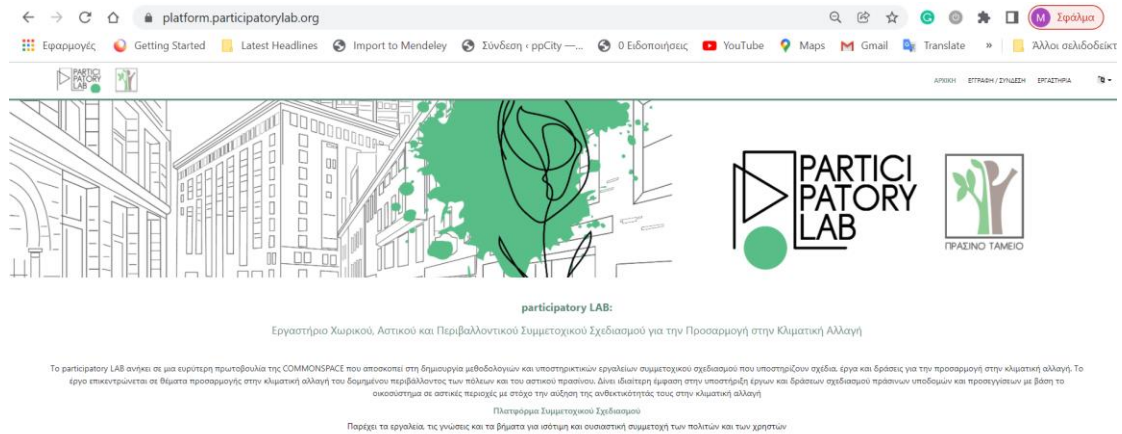 platform.participatorylab.org
M Σφάλμα
Εφαρμογές Getting Started Latest Headlines Import to Mendeley Σύνδεση ‹ ppCity —... 0 Ειδοποιήσεις YouTube Maps Gmail Translate » Άλλοι σελιδοδείκτ
PARTICI
PATORY
LAB
ΑΡΧΙΚΗ ΕΓΓΡΑΦΗ / ΣΥΝΔΕΣΗ ΕΡΓΑΣΤΗΡΙΑ
PARTICI
PATORY
LAB
ΠΡΑΣΙΝΟ ΤΑΜΕΙΟ
participatory LAB:
Εργαστήριο Χωρικού, Αστικού και Περιβαλλοντικού Συμμετοχικού Σχεδιασμού για την Προσαρμογή στην Κλιματική Αλλαγή
Το participatory LAB ανήκει σε μια ευρύτερη πρωτοβουλία της COMMONSPACE που αποσκοπεί στη δημιουργία μεθοδολογιών και υποστηρικτικών εργαλείων συμμετοχικού σχεδιασμού που υποστηρίζουν σχέδια, έργα και δράσεις για την προσαρμογή στην κλιματική αλλαγή. Το
έργο επικεντρώνεται σε θέματα προσαρμογής στην κλιματική αλλαγή του δομημένου περιβάλλοντος των πόλεων και του αστικού πρασίνου. Δίνει ιδιαίτερη έμφαση στην υποστήριξη έργων και δράσεων σχεδιασμού πράσινων υποδομών και προσεγγίσεων με βάση το
οικοσύστημα σε αστικές περιοχές με στόχο την αύξηση της ανθεκτικότητάς τους στην κλιματική αλλαγή
Πλατφόρμα Συμμετοχικού Σχεδιασμού
Παρέχει τα εργαλεία, τις γνώσεις και τα βήματα για ισότιμη και ουσιαστική συμμετοχή των πολιτών και των χρηστών